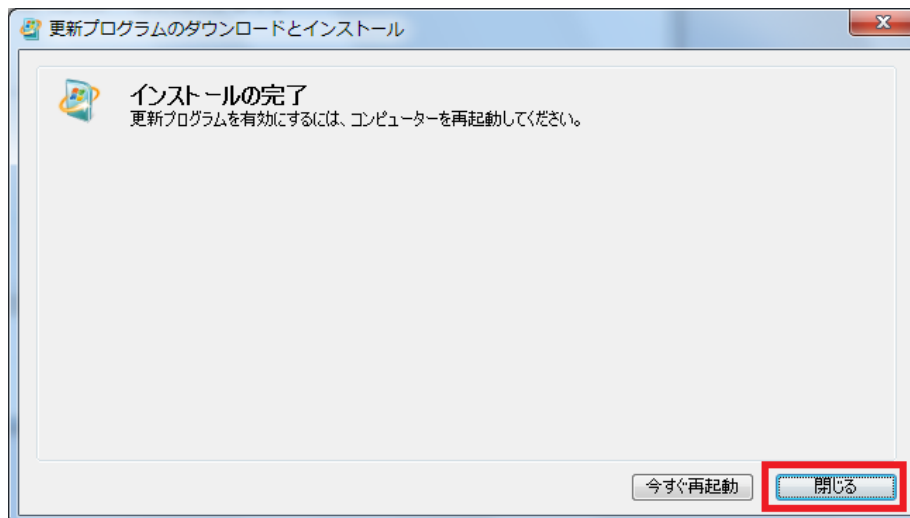 更新プログラムのダウンロードとインストール
インストールの完了
更新プログラムを有効にするには、コンピューターを再起動してください。
今すぐ再起動
閉じる